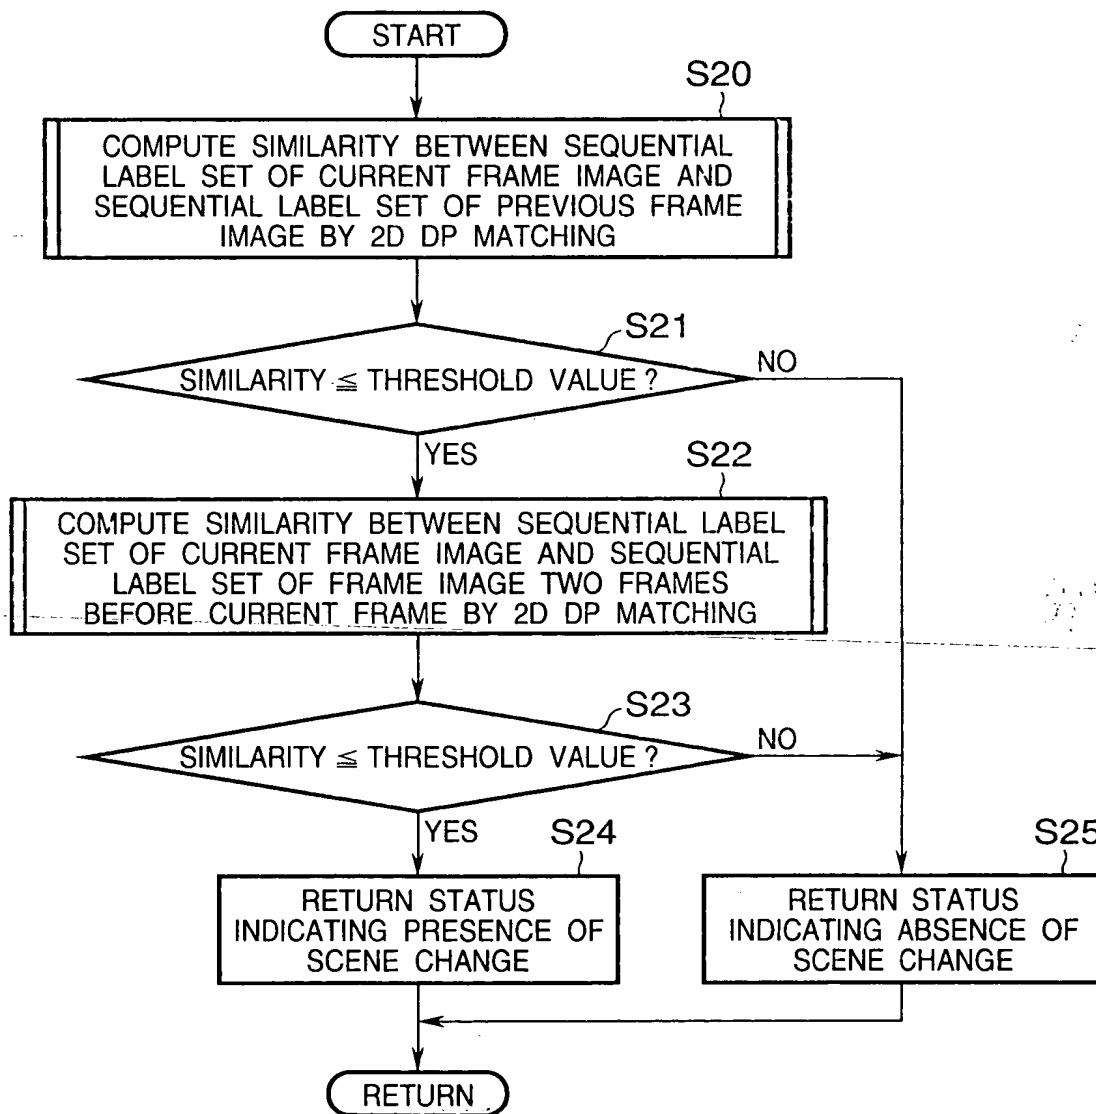 START
S20
COMPUTE SIMILARITY BETWEEN SEQUENTIAL
LABEL SET OF CURRENT FRAME IMAGE AND
SEQUENTIAL LABEL SET OF PREVIOUS FRAME
IMAGE BY 2D DP MATCHING
S21
SIMILARITY ≦ THRESHOLD VALUE ?
NO
YES
S22
COMPUTE SIMILARITY BETWEEN SEQUENTIAL LABEL
SET OF CURRENT FRAME IMAGE AND SEQUENTIAL
LABEL SET OF FRAME IMAGE TWO FRAMES
BEFORE CURRENT FRAME BY 2D DP MATCHING
S23
SIMILARITY ≦ THRESHOLD VALUE ?
NO
YES
S24
RETURN STATUS
INDICATING PRESENCE OF
SCENE CHANGE
S25
RETURN STATUS
INDICATING ABSENCE OF
SCENE CHANGE
RETURN